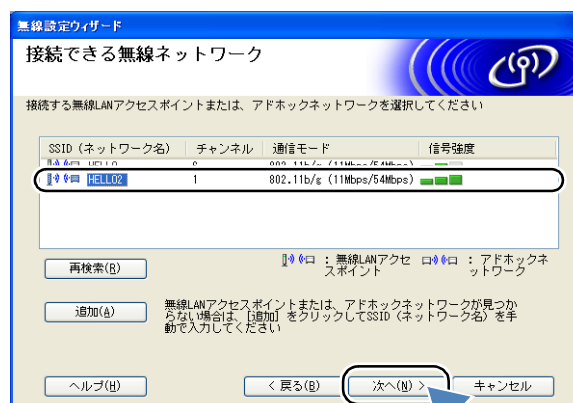 無線設定ウィザード
接続できる無線ネットワーク
接続する無線LANアクセスポイントまたは、アドホックネットワークを選択してください
SSID (ネットワーク名) チャンネル 通信モード 信号強度
HELLO 6 802.11b/g (11Mbps/54Mbps)
HELLO2 1 802.11b/g (11Mbps/54Mbps)
再検索(R)
:無線LANアクセスポイント
:アドホックネットワーク
追加(A)
無線LANアクセスポイントまたは、アドホックネットワークが見つか
らない場合は、[追加] をクリックしてSSID (ネットワーク名) を手
動で入力してください
ヘルプ(H) < 戻る(B) 次へ(N) > キャンセル